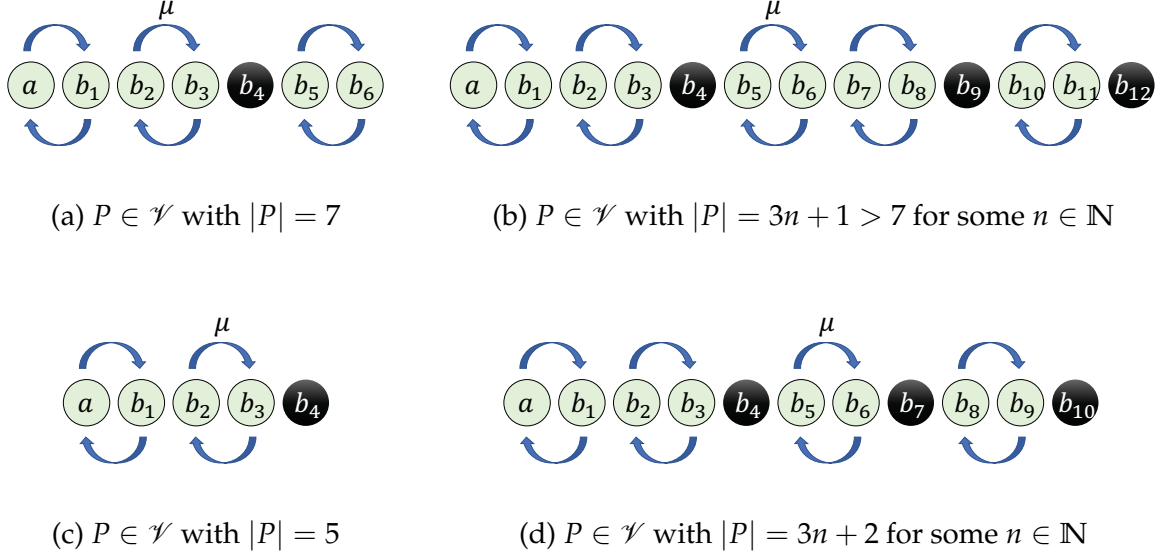 μ μ
a b₁ b₂ b₃ b₄ b₅ b₆ a b₁ b₂ b₃ b₄ b₅ b₆ b₇ b₈ b₉ b₁₀ b₁₁ b₁₂
(a) P ∈ 𝒱 with |P| = 7 (b) P ∈ 𝒱 with |P| = 3n + 1 > 7 for some n ∈ ℕ
μ μ
a b₁ b₂ b₃ b₄ a b₁ b₂ b₃ b₄ b₅ b₆ b₇ b₈ b₉ b₁₀
(c) P ∈ 𝒱 with |P| = 5 (d) P ∈ 𝒱 with |P| = 3n + 2 for some n ∈ ℕ